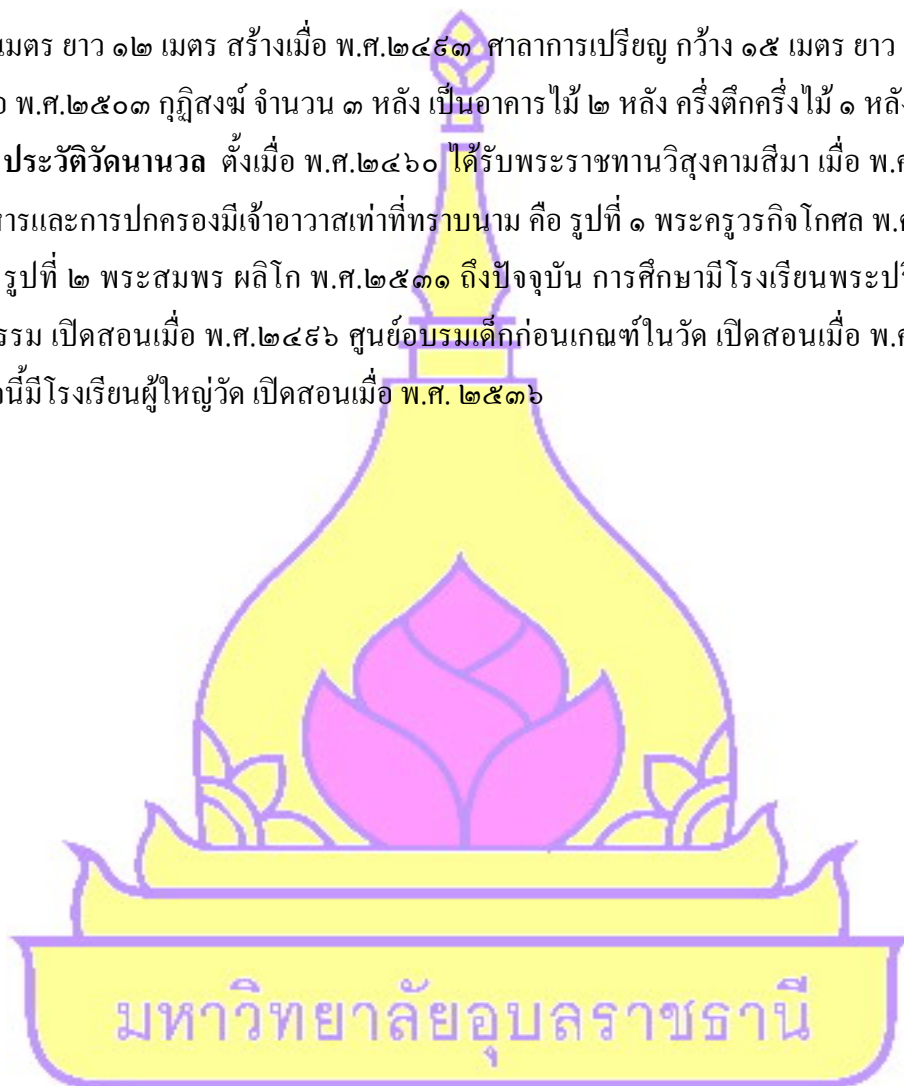 เมตร ยาว ๑๒ เมตร สร้างเมื่อ พ.ศ.๒๔๕๓ ศาลาการเปรียญ กว้าง ๑๕ เมตร ยาว
พ.ศ.๒๕๐๓ กุฏิสงฆ์ จำนวน ๓ หลัง เป็นอาคารไม้ ๒ หลัง ครึ่งตึกครึ่งไม้ ๑ หลัง
ประวัติวัดนานวล ตั้งเมื่อ พ.ศ.๒๔๖๐ ได้รับพระราชทานวิสุงคามสีมา เมื่อ พ.ศ
ารและการปกครองมีเจ้าอาวาสเท่าที่ทราบนาม คือ รูปที่ ๑ พระครูวรกิจโกศล พ.ศ
รูปที่ ๒ พระสมพร ผลิโก พ.ศ.๒๕๓๑ ถึงปัจจุบัน การศึกษามีโรงเรียนพระปริ
รรม เปิดสอนเมื่อ พ.ศ.๒๔๙๖ ศูนย์อบรมเด็กก่อนเกณฑ์ในวัด เปิดสอนเมื่อ พ.ศ
นี้มีโรงเรียนผู้ใหญ่วัด เปิดสอนเมื่อ พ.ศ. ๒๕๓๖
มหาวิทยาลัยอุบลราชธานี